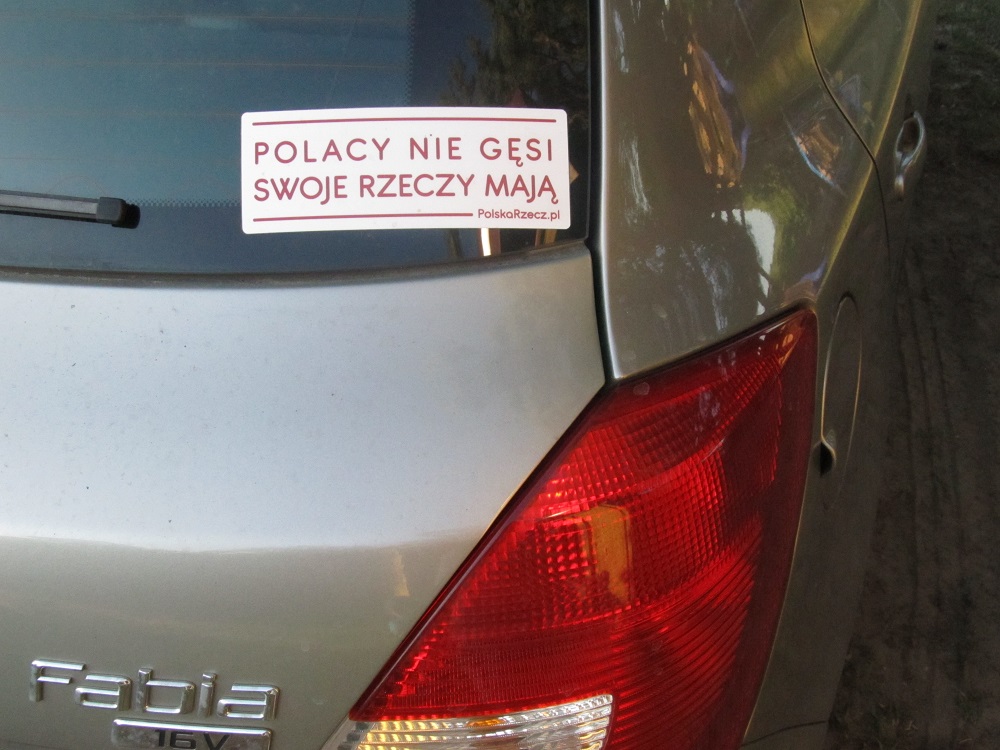 POLACY NIE GĘSI
SWOJE RZECZY MAJĄ
PolskaRzecz.pl
Fabia
16V